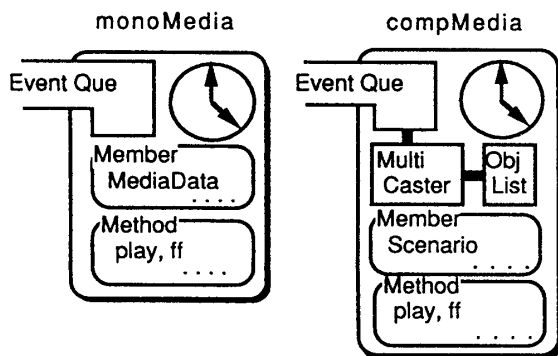 monoMedia
Event Que
Member
MediaData
. . . .
Method
play, ff
. . . .
compMedia
Event Que
Multi
Caster
Obj
List
Member
Scenario
. . . .
Method
play, ff
. . . .